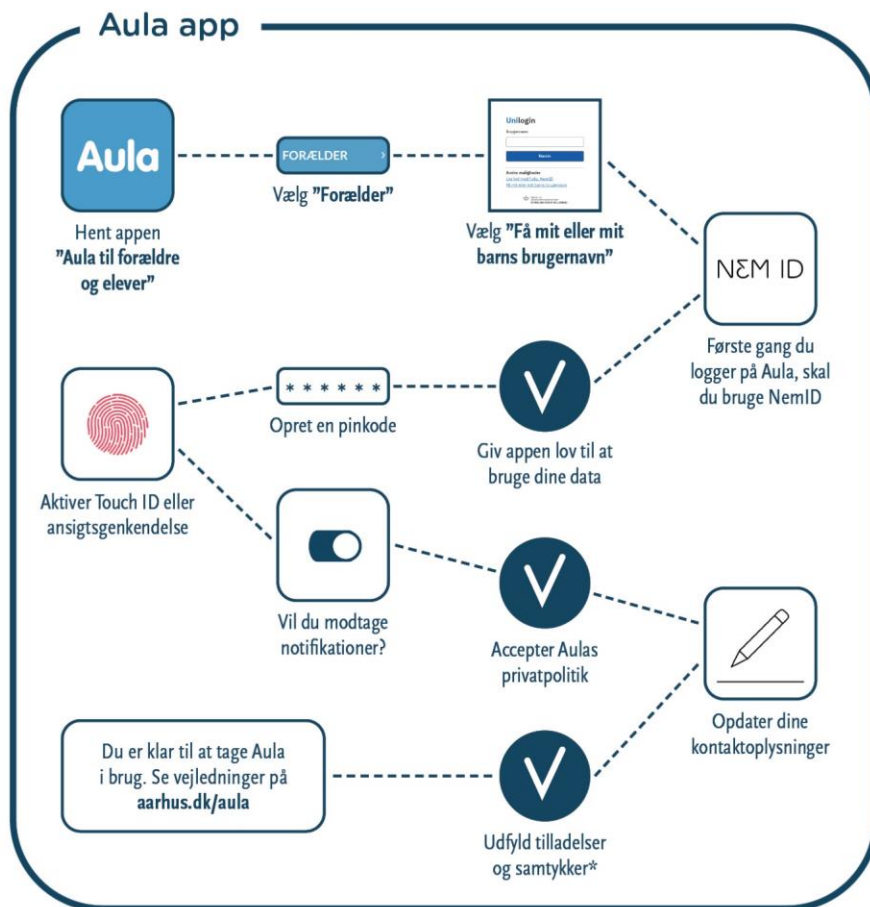 Aula app
Aula
Hent appen
"Aula til forældre
og elever"
FORÆLDER
Vælg "Forælder"
Unilogin
Brugernavn
Vælg "Få mit eller mit
barns brugernavn"
NEM ID
Første gang du
logger på Aula, skal
du bruge NemID
Giv appen lov til at
bruge dine data
* * * * * *
Opret en pinkode
Aktiver Touch ID eller
ansigtsgenkendelse
Vil du modtage
notifikationer?
Accepter Aulas
privatpolitik
Opdater dine
kontaktoplysninger
Udfyld tilladelser
og samtykker*
Du er klar til at tage Aula
i brug. Se vejledninger på
aarhus.dk/aula